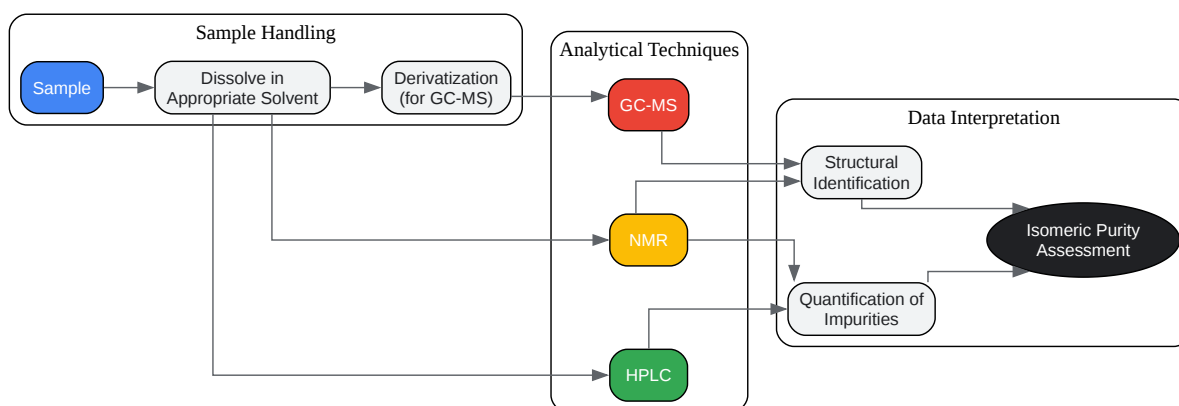 Sample Handling
Sample
Dissolve in
Appropriate Solvent
Derivatization
(for GC-MS)
Analytical Techniques
GC-MS
NMR
HPLC
Data Interpretation
Structural
Identification
Quantification of
Impurities
Isomeric Purity
Assessment